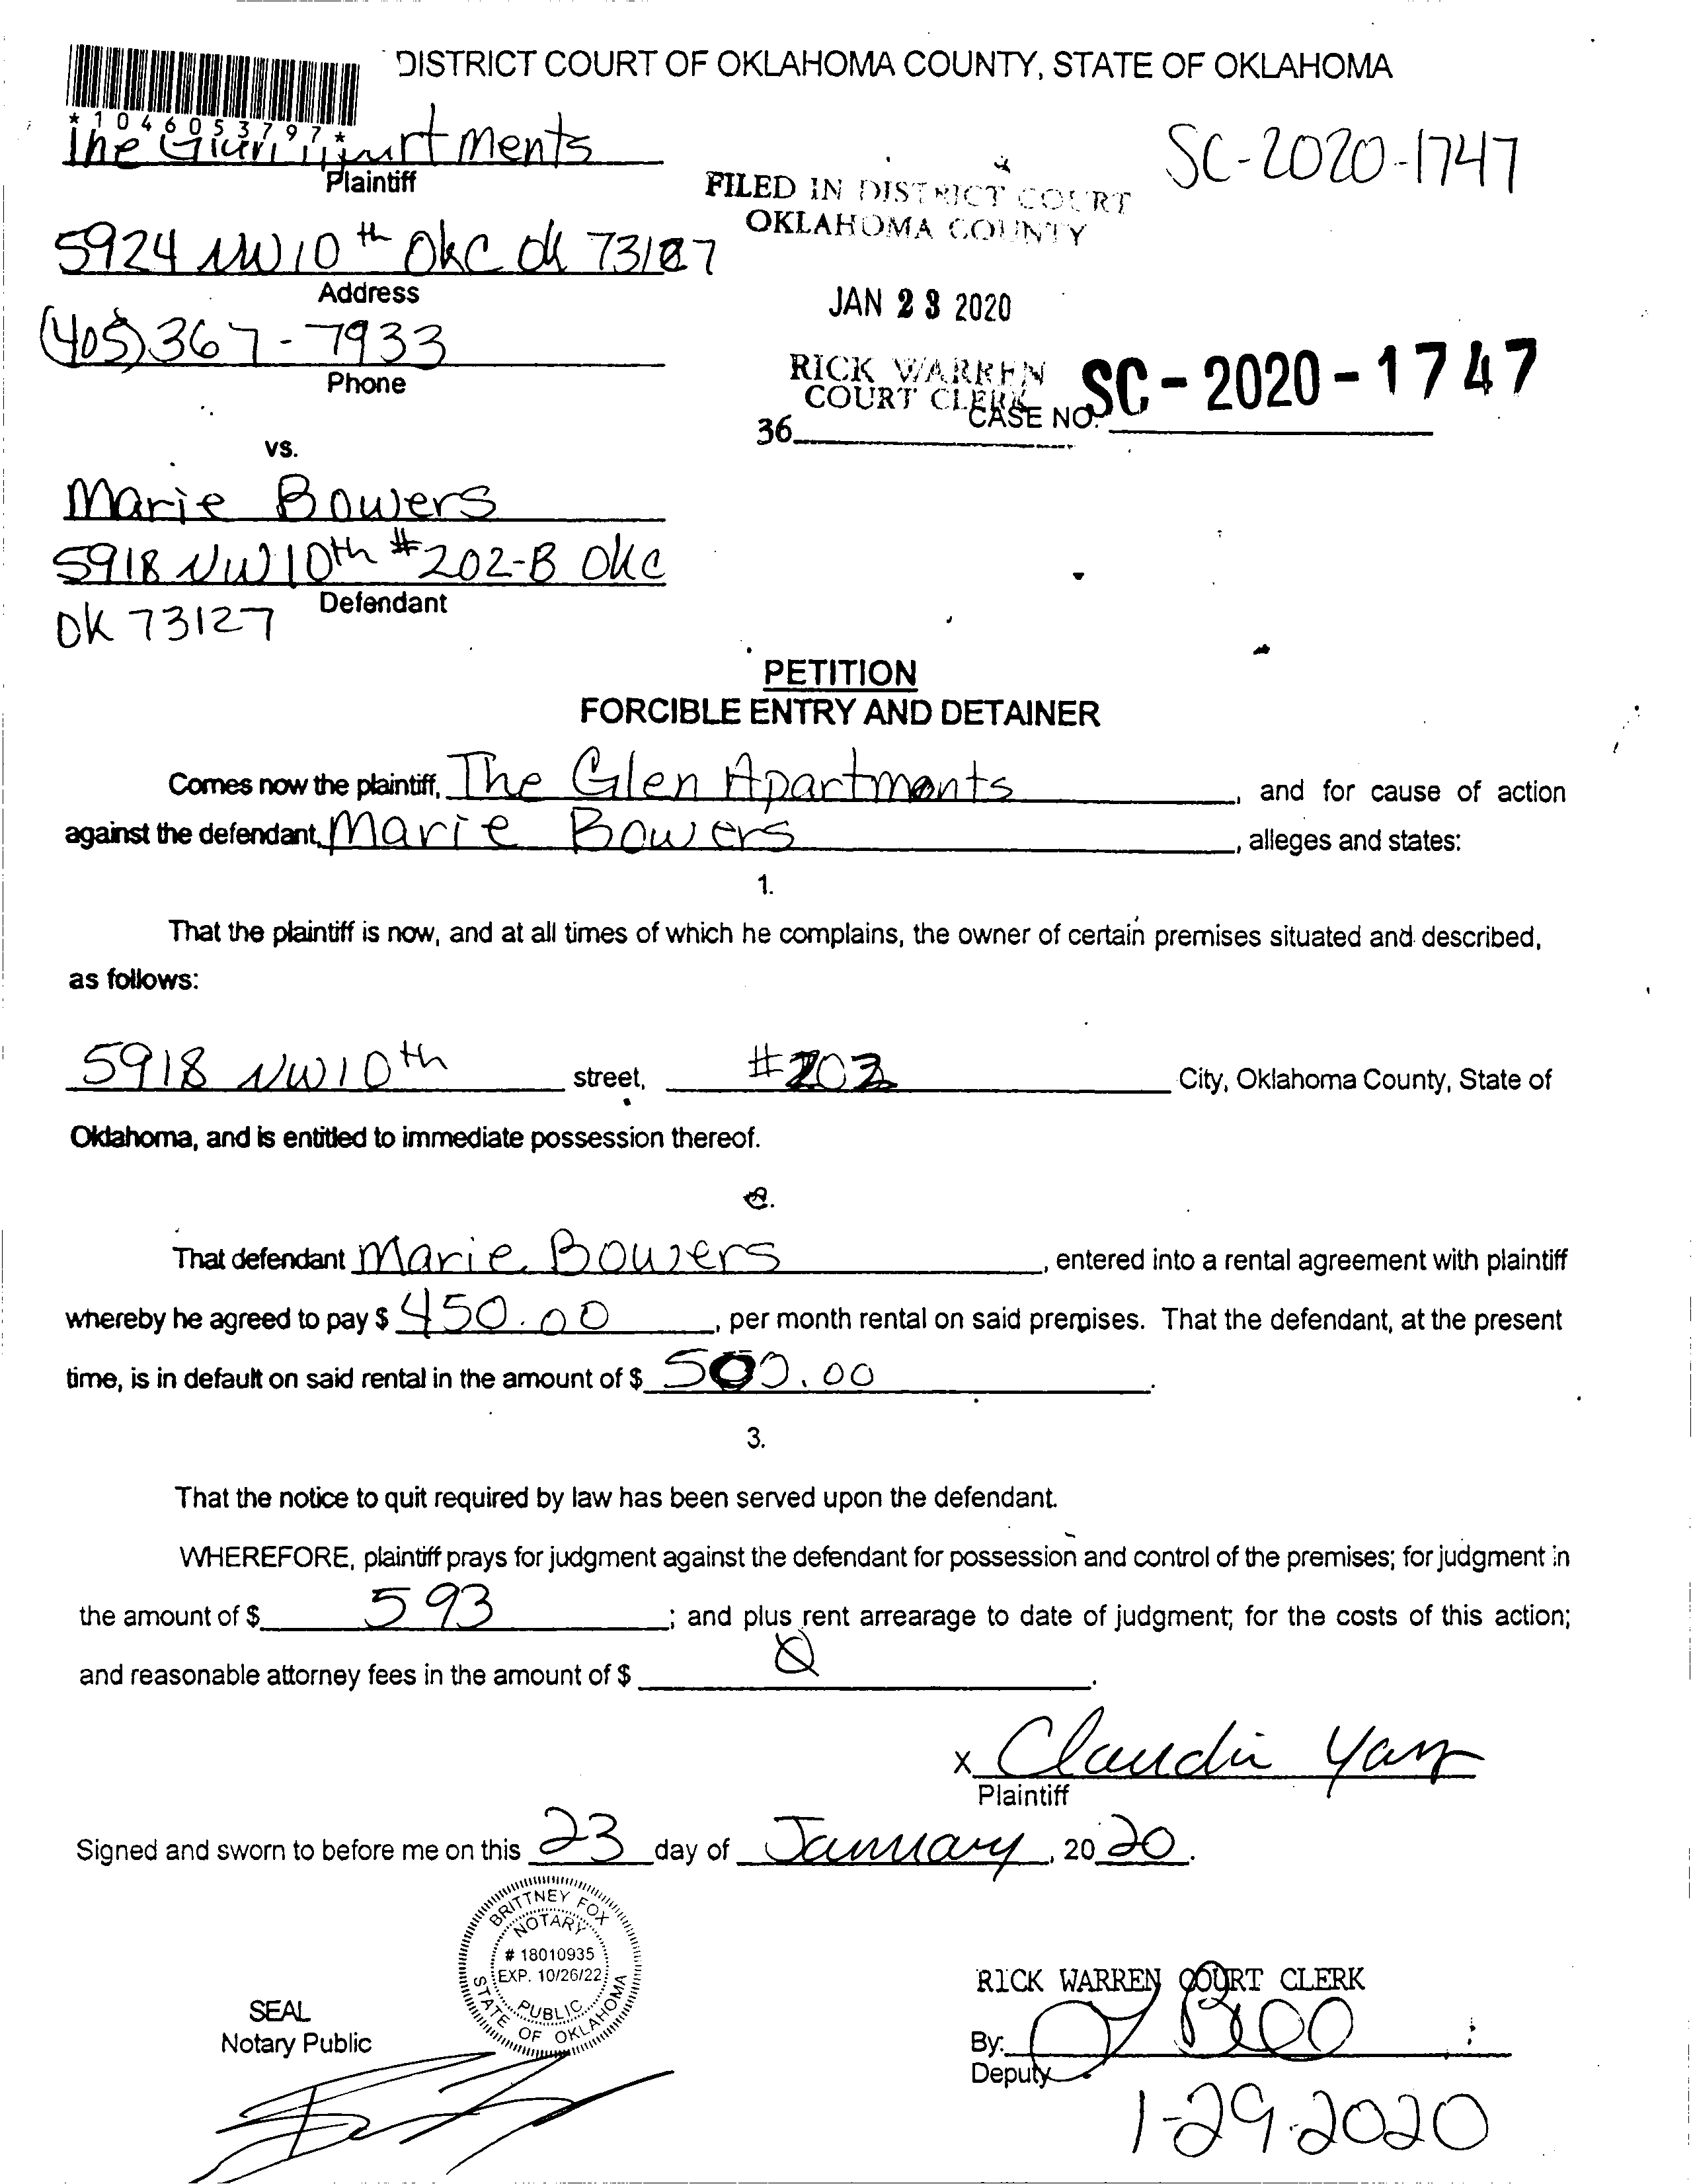 DISTRICT COURT OF OKLAHOMA COUNTY, STATE OF OKLAHOMA
*1046053797*
The Apartments
Plaintiff
SC-2020-1747
FILED IN DISTRICT COURT
OKLAHOMA COUNTY
5924 NW 10th OKC OK 73127
Address
JAN 23 2020
(405) 367-7933
Phone
RICK WARREN
COURT CLERK
CASE NO. SC-2020-1747
36
vs.
Marie Bowers
5918 NW 10th #202-B OKC
Defendant
OK 73127
PETITION
FORCIBLE ENTRY AND DETAINER
Comes now the plaintiff, The Glen Apartments, and for cause of action
against the defendant, Marie Bowers, alleges and states:
1.
That the plaintiff is now, and at all times of which he complains, the owner of certain premises situated and described,
as follows:
5918 NW 10th street, #202 City, Oklahoma County, State of
Oklahoma, and is entitled to immediate possession thereof.
2.
That defendant Marie Bowers, entered into a rental agreement with plaintiff
whereby he agreed to pay $ 450.00, per month rental on said premises. That the defendant, at the present
time, is in default on said rental in the amount of $ 500.00.
3.
That the notice to quit required by law has been served upon the defendant.
WHEREFORE, plaintiff prays for judgment against the defendant for possession and control of the premises; for judgment in
the amount of $ 593; and plus rent arrearage to date of judgment; for the costs of this action;
and reasonable attorney fees in the amount of $
x Claudia
Plaintiff
Signed and sworn to before me on this 23 day of January, 2020.
BRITTNEY FOX
NOTARY
# 18010935
EXP. 10/26/22
PUBLIC
STATE OF OKLAHOMA
SEAL
Notary Public
RICK WARREN COURT CLERK
By:
Deputy
1-29-2020